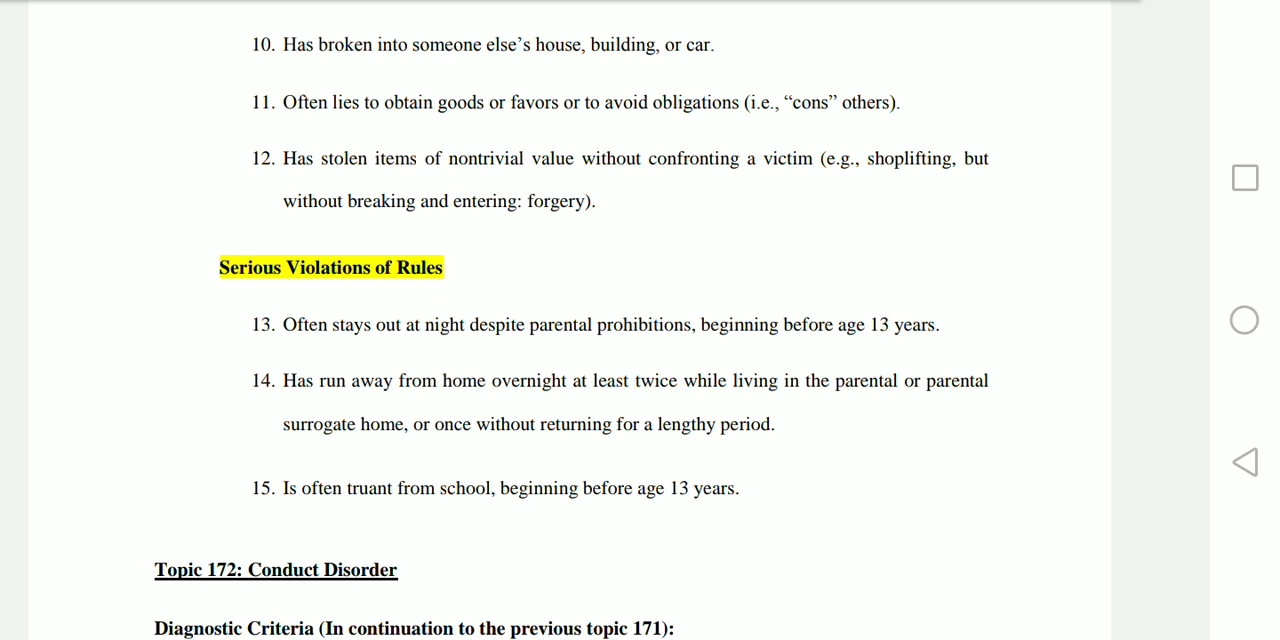 10. Has broken into someone else’s house, building, or car.
11. Often lies to obtain goods or favors or to avoid obligations (i.e., “cons” others).
12. Has stolen items of nontrivial value without confronting a victim (e.g., shoplifting, but
without breaking and entering: forgery).
Serious Violations of Rules
13. Often stays out at night despite parental prohibitions, beginning before age 13 years.
14. Has run away from home overnight at least twice while living in the parental or parental
surrogate home, or once without returning for a lengthy period.
15. Is often truant from school, beginning before age 13 years.
Topic 172: Conduct Disorder
Diagnostic Criteria (In continuation to the previous topic 171):